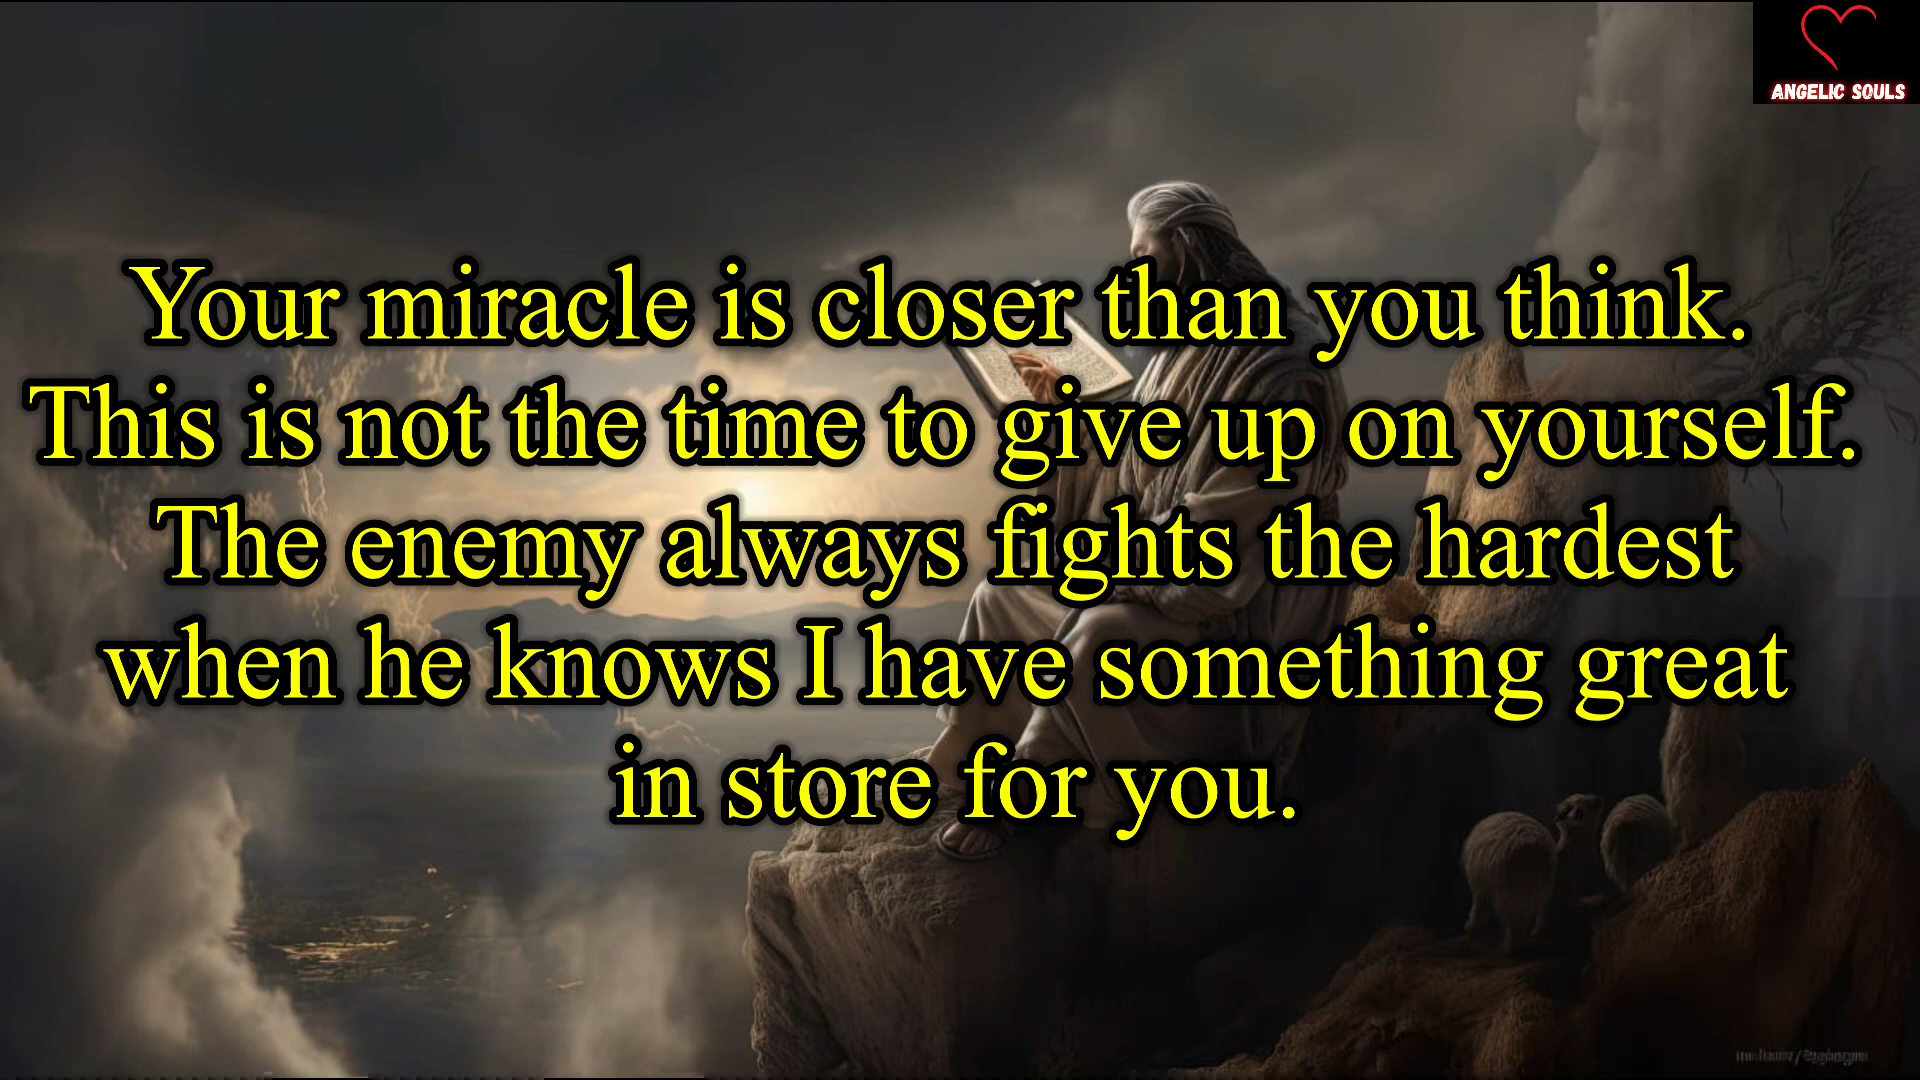 ANGELIC SOULS
Your miracle is closer than you think.
This is not the time to give up on yourself.
The enemy always fights the hardest
when he knows I have something great
in store for you.